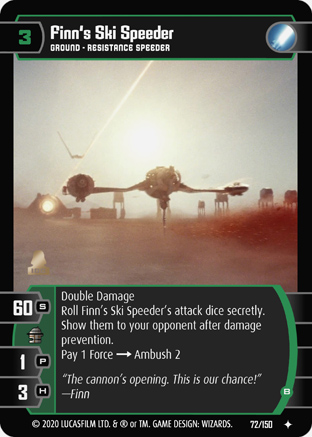 3 Finn's Ski Speeder
GROUND - RESISTANCE SPEEDER
60 S
1 P
3 H
Double Damage
Roll Finn's Ski Speeder's attack dice secretly.
Show them to your opponent after damage
prevention.
Pay 1 Force → Ambush 2
"The cannon's opening. This is our chance!"
—Finn
B
© 2020 LUCASFILM LTD. & ® or TM. GAME DESIGN: WIZARDS. 72/150